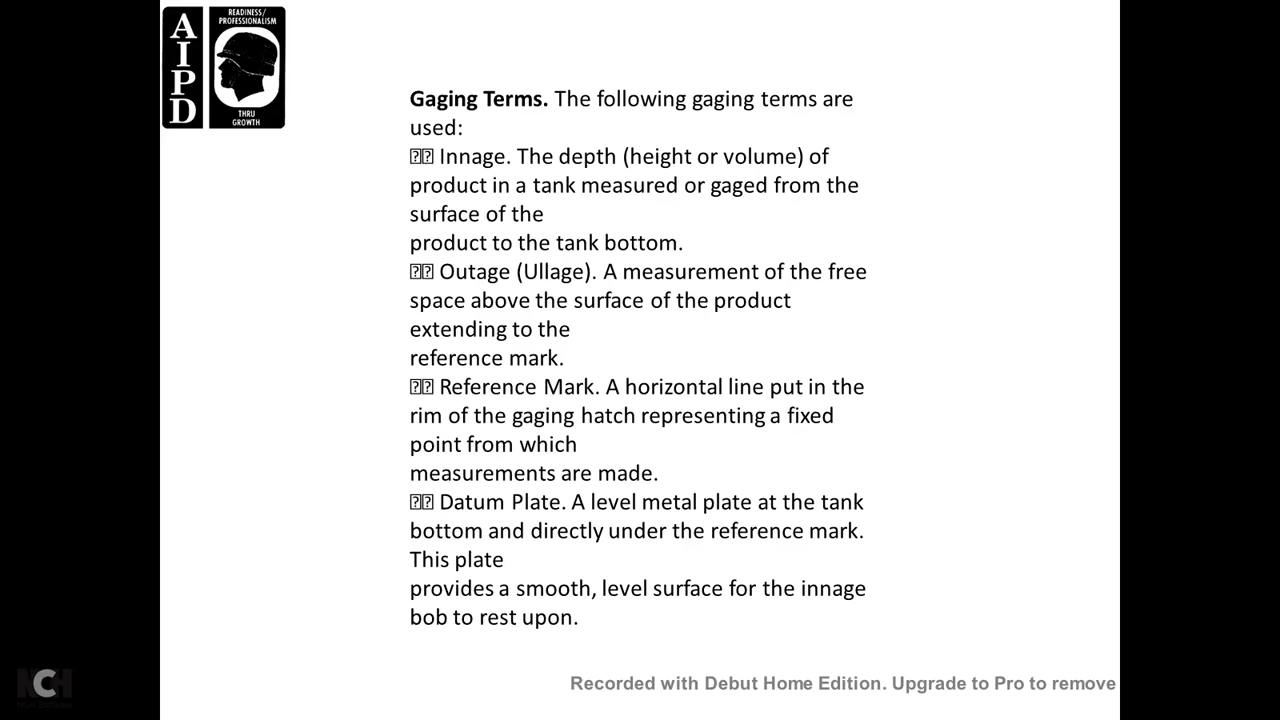 AIPD
READINESS/
PROFESSIONALISM
THRU
GROWTH
Gaging Terms. The following gaging terms are
used:
⍰⍰ Innage. The depth (height or volume) of
product in a tank measured or gaged from the
surface of the
product to the tank bottom.
⍰⍰ Outage (Ullage). A measurement of the free
space above the surface of the product
extending to the
reference mark.
⍰⍰ Reference Mark. A horizontal line put in the
rim of the gaging hatch representing a fixed
point from which
measurements are made.
⍰⍰ Datum Plate. A level metal plate at the tank
bottom and directly under the reference mark.
This plate
provides a smooth, level surface for the innage
bob to rest upon.
NCH
Recorded with Debut Home Edition. Upgrade to Pro to remove